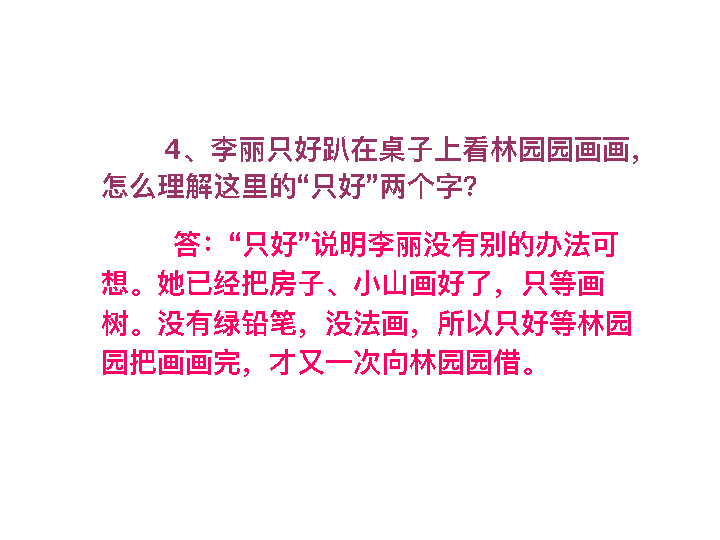 4、李丽只好趴在桌子上看林园园画画，
怎么理解这里的“只好”两个字？
答：“只好”说明李丽没有别的办法可
想。她已经把房子、小山画好了，只等画
树。没有绿铅笔，没法画，所以只好等林园
园把画画完，才又一次向林园园借。